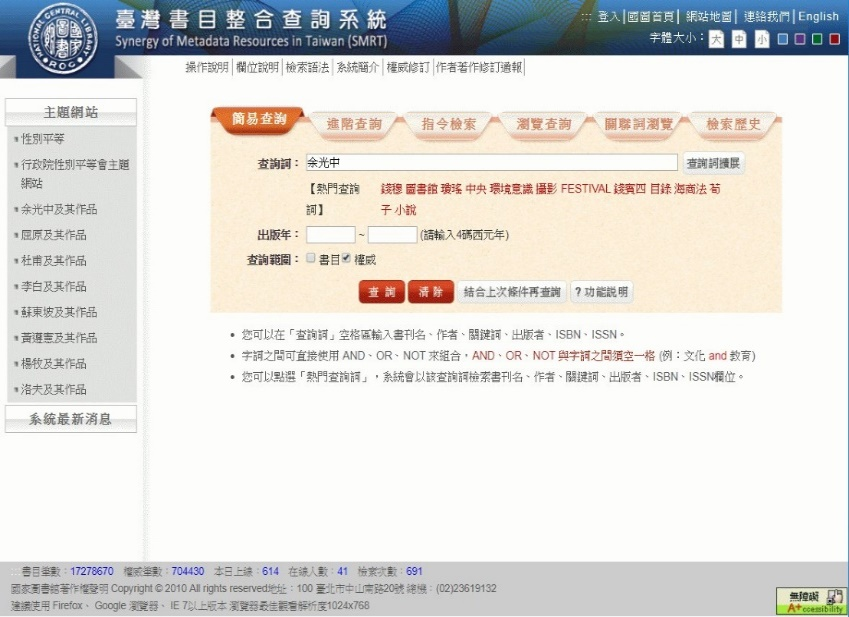 臺灣書目整合查詢系統
Synergy of Metadata Resources in Taiwan (SMRT)
NATIONAL CENTRAL LIBRARY
R.O.C
::: 登入│國圖首頁│ 網站地圖│ 連絡我們│English
字體大小：大 中 小
操作說明│欄位說明│檢索語法│系統簡介│權威修訂│作者著作修訂通報│
主題網站
性別平等
行政院性別平等會主題
網站
余光中及其作品
屈原及其作品
杜甫及其作品
李白及其作品
蘇東坡及其作品
黃遵憲及其作品
楊牧及其作品
洛夫及其作品
系統最新消息
簡易查詢
進階查詢
指令檢索
瀏覽查詢
關聯詞瀏覽
檢索歷史
查詢詞： 余光中 查詢詞擴展
【熱門查詢 錢穆 圖書館 瓊瑤 中央 環境意識 攝影 FESTIVAL 錢賓四 目錄 海商法 荀
詞】 子 小說
出版年： ~ (請輸入4碼西元年)
查詢範圍： 書目 權威
查 詢 清 除 結合上次條件再查詢 ? 功能說明
• 您可以在「查詢詞」空格區輸入書刊名、作者、關鍵詞、出版者、ISBN、ISSN。
• 字詞之間可直接使用 AND、OR、NOT 來組合，AND、OR、NOT 與字詞之間須空一格 (例：文化 and 教育)
• 您可以點選「熱門查詢詞」，系統會以該查詢詞檢索書刊名、作者、關鍵詞、出版者、ISBN、ISSN欄位。
::: 書目筆數：17278670 權威筆數：704430 本日上線：614 在線人數：41 檢索次數：691
國家圖書館著作權聲明 Copyright © 2010 All rights reserved地址：100 臺北市中山南路20號 總機：(02)23619132
建議使用 Firefox、 Google 瀏覽器、 IE 7以上版本 瀏覽器最佳觀看解析度1024x768
無障礙
A+ccessibility